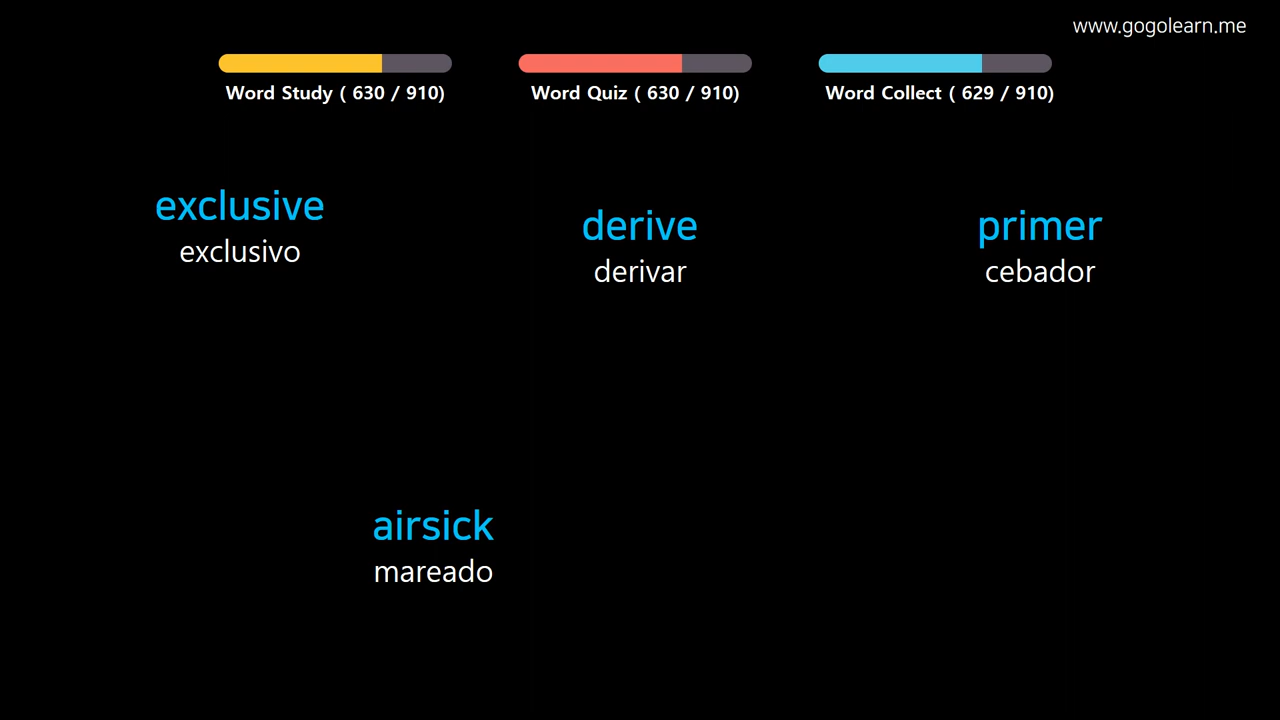 www.gogolearn.me
Word Study ( 630 / 910)
Word Quiz ( 630 / 910)
Word Collect ( 629 / 910)
exclusive
exclusivo
derive
derivar
primer
cebador
airsick
mareado